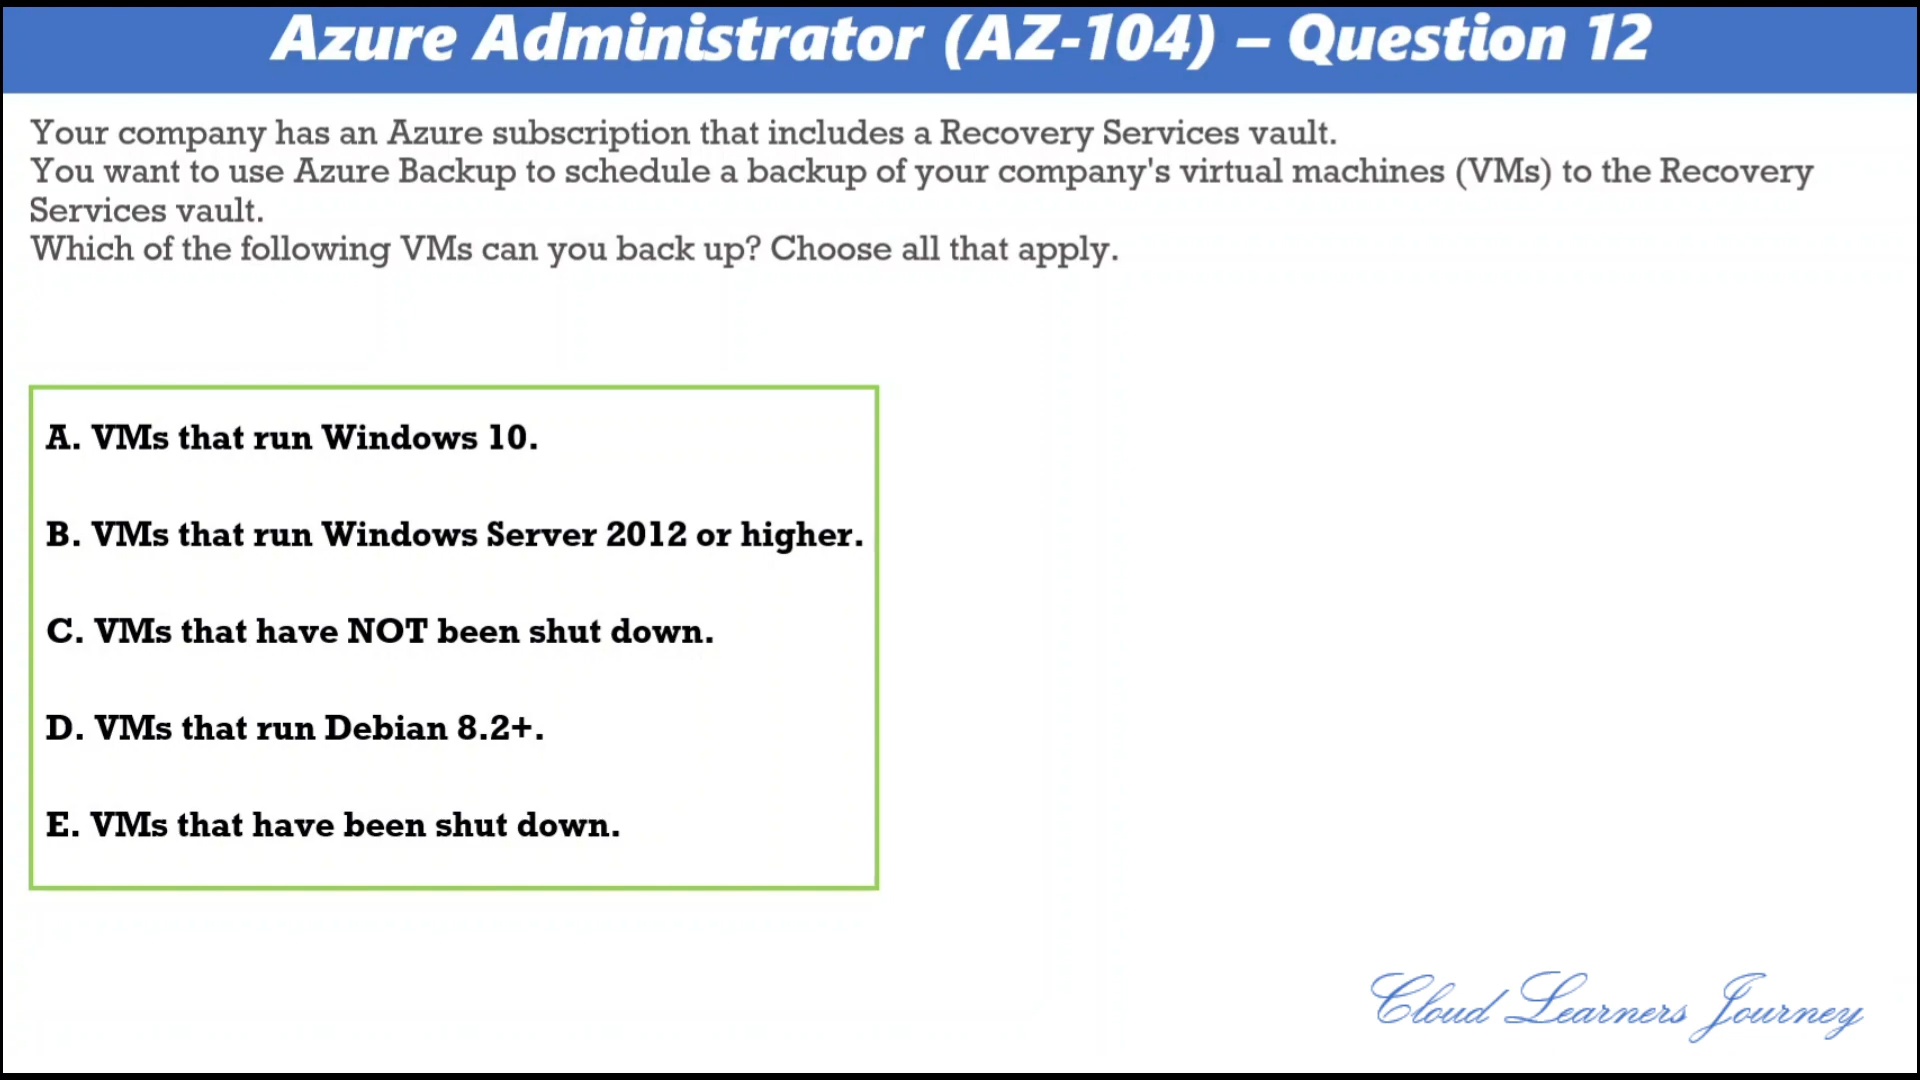 Azure Administrator (AZ-104) – Question 12
Your company has an Azure subscription that includes a Recovery Services vault.
You want to use Azure Backup to schedule a backup of your company's virtual machines (VMs) to the Recovery
Services vault.
Which of the following VMs can you back up? Choose all that apply.
A. VMs that run Windows 10.
B. VMs that run Windows Server 2012 or higher.
C. VMs that have NOT been shut down.
D. VMs that run Debian 8.2+.
E. VMs that have been shut down.
Cloud Learners Journey